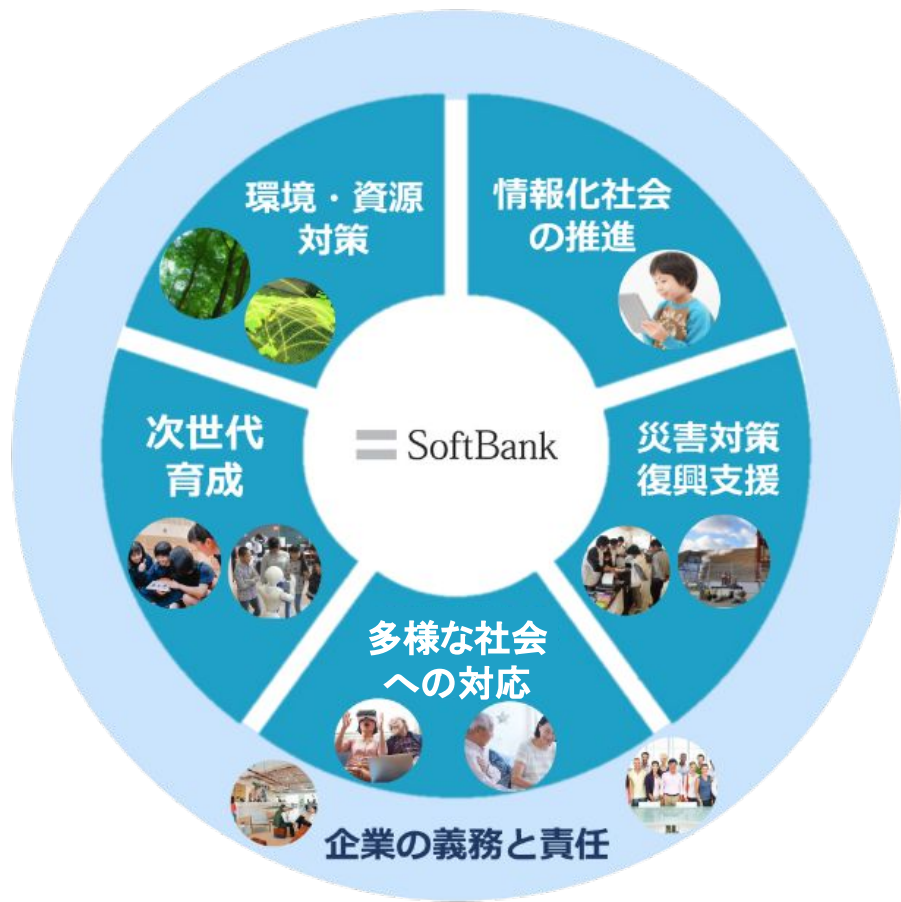 環境・資源
対策
情報化社会
の推進
次世代
育成
SoftBank
災害対策
復興支援
多様な社会
への対応
企業の義務と責任